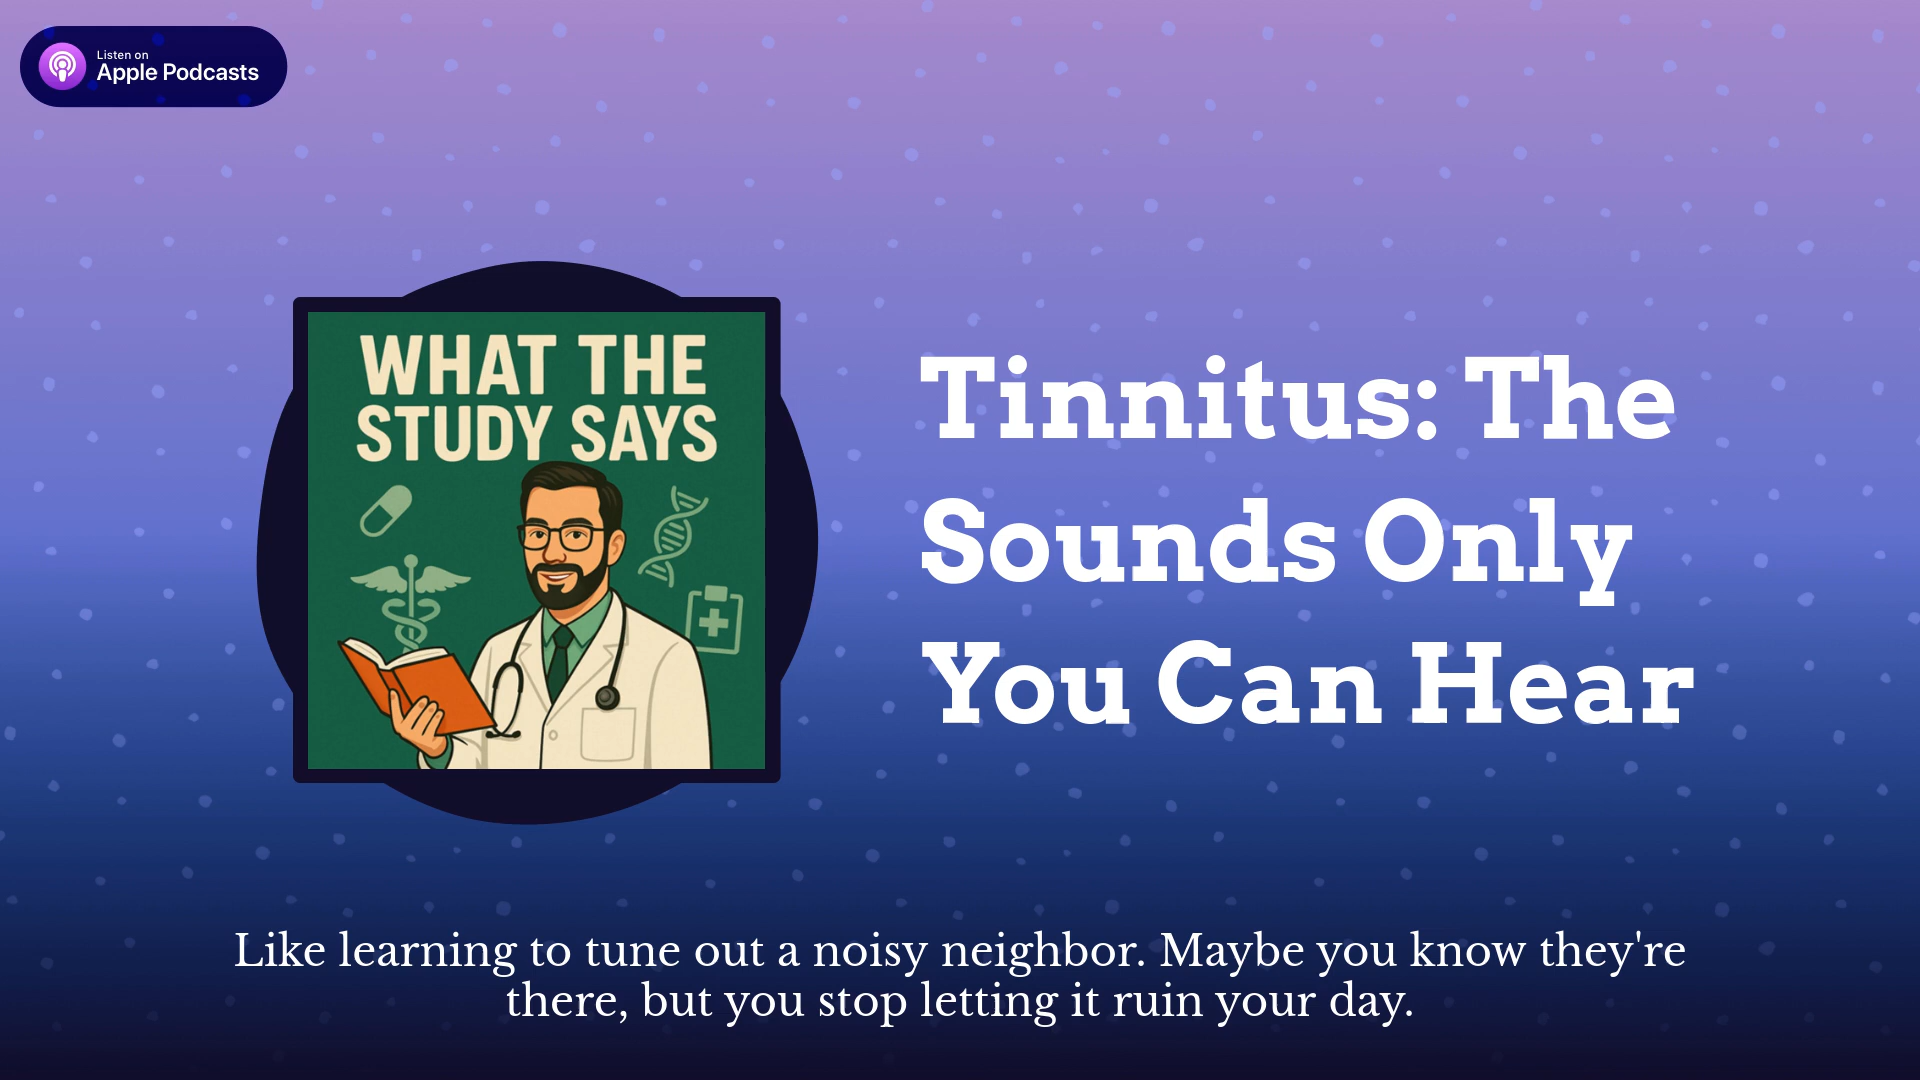 Listen on
Apple Podcasts
WHAT THE
STUDY SAYS
Tinnitus: The
Sounds Only
You Can Hear
Like learning to tune out a noisy neighbor. Maybe you know they're
there, but you stop letting it ruin your day.